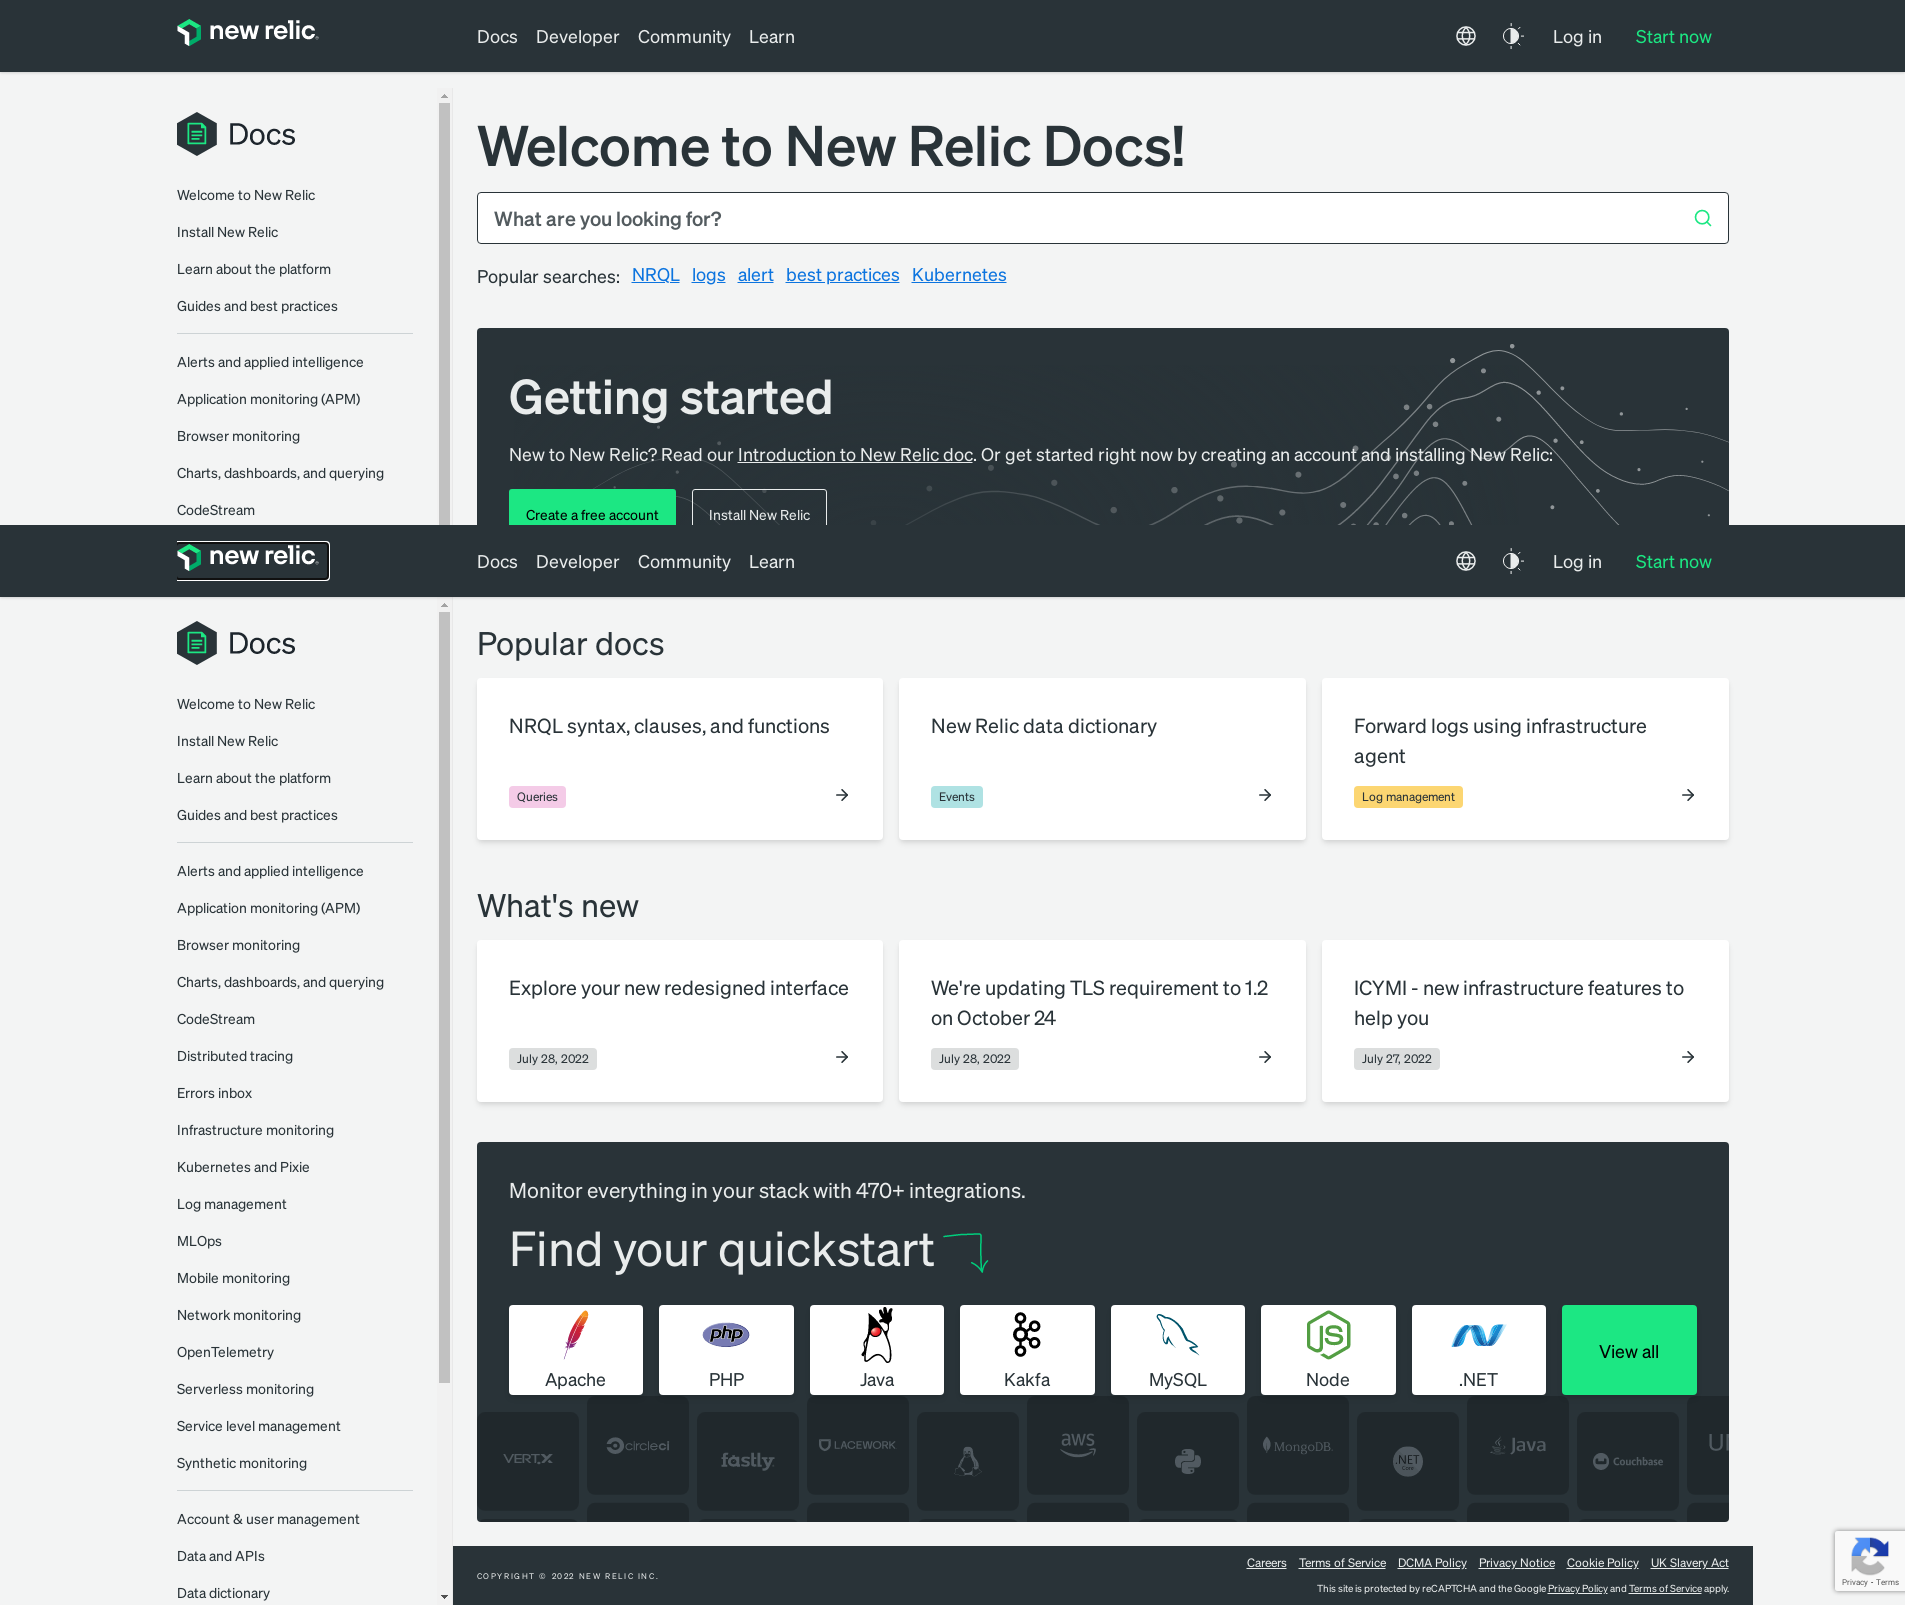 new relic.
Docs Developer Community Learn
Log in Start now
Docs
Welcome to New Relic
Install New Relic
Learn about the platform
Guides and best practices
Alerts and applied intelligence
Application monitoring (APM)
Browser monitoring
Charts, dashboards, and querying
CodeStream
Welcome to New Relic Docs!
What are you looking for?
Popular searches: NRQL logs alert best practices Kubernetes
Getting started
New to New Relic? Read our Introduction to New Relic doc. Or get started right now by creating an account and installing New Relic:
Create a free account Install New Relic
new relic.
Docs Developer Community Learn
Log in Start now
Docs
Welcome to New Relic
Install New Relic
Learn about the platform
Guides and best practices
Alerts and applied intelligence
Application monitoring (APM)
Browser monitoring
Charts, dashboards, and querying
CodeStream
Distributed tracing
Errors inbox
Infrastructure monitoring
Kubernetes and Pixie
Log management
MLOps
Mobile monitoring
Network monitoring
OpenTelemetry
Serverless monitoring
Service level management
Synthetic monitoring
Account & user management
Data and APIs
Data dictionary
Popular docs
NRQL syntax, clauses, and functions
Queries
New Relic data dictionary
Events
Forward logs using infrastructure
agent
Log management
What's new
Explore your new redesigned interface
July 28, 2022
We're updating TLS requirement to 1.2
on October 24
July 28, 2022
ICYMI - new infrastructure features to
help you
July 27, 2022
Monitor everything in your stack with 470+ integrations.
Find your quickstart
php
JS
Apache PHP Java Kakfa MySQL Node .NET View all
VERT.X circleci fastly LACEWORK aws MongoDB. .NET Core Java Couchbase
COPYRIGHT © 2022 NEW RELIC INC.
Careers Terms of Service DCMA Policy Privacy Notice Cookie Policy UK Slavery Act
This site is protected by reCAPTCHA and the Google Privacy Policy and Terms of Service apply.
Privacy - Terms